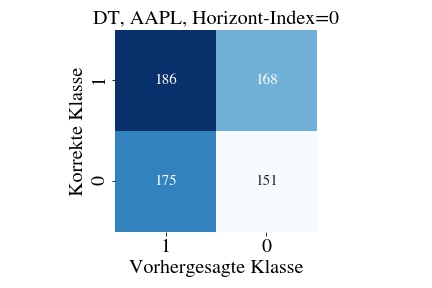 DT, AAPL, Horizont-Index=0
Korrekte Klasse
1
186
168
0
175
151
1
0
Vorhergesagte Klasse